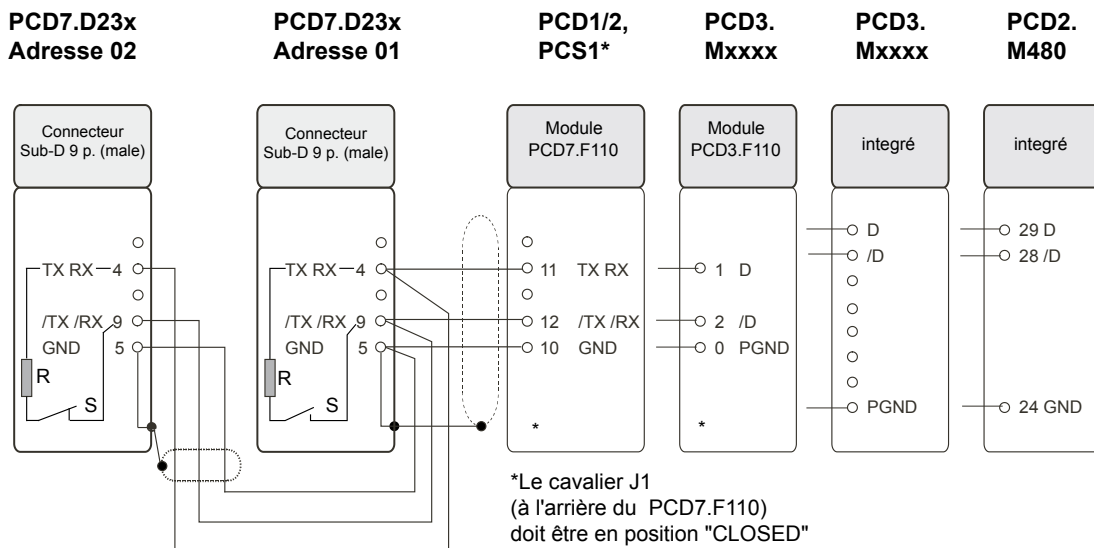 PCD7.D23x
Adresse 02
PCD7.D23x
Adresse 01
PCD1/2,
PCS1*
PCD3.
Mxxxx
PCD3.
Mxxxx
PCD2.
M480
Connecteur
Sub-D 9 p. (male)
Connecteur
Sub-D 9 p. (male)
Module
PCD7.F110
Module
PCD3.F110
integré
integré
TX RX 4
/TX /RX 9
GND 5
R
S
TX RX 4
/TX /RX 9
GND 5
R
S
11 TX RX
12 /TX /RX
10 GND
*
1 D
2 /D
0 PGND
*
D
/D
PGND
29 D
28 /D
24 GND
*Le cavalier J1
(à l'arrière du PCD7.F110)
doit être en position "CLOSED"